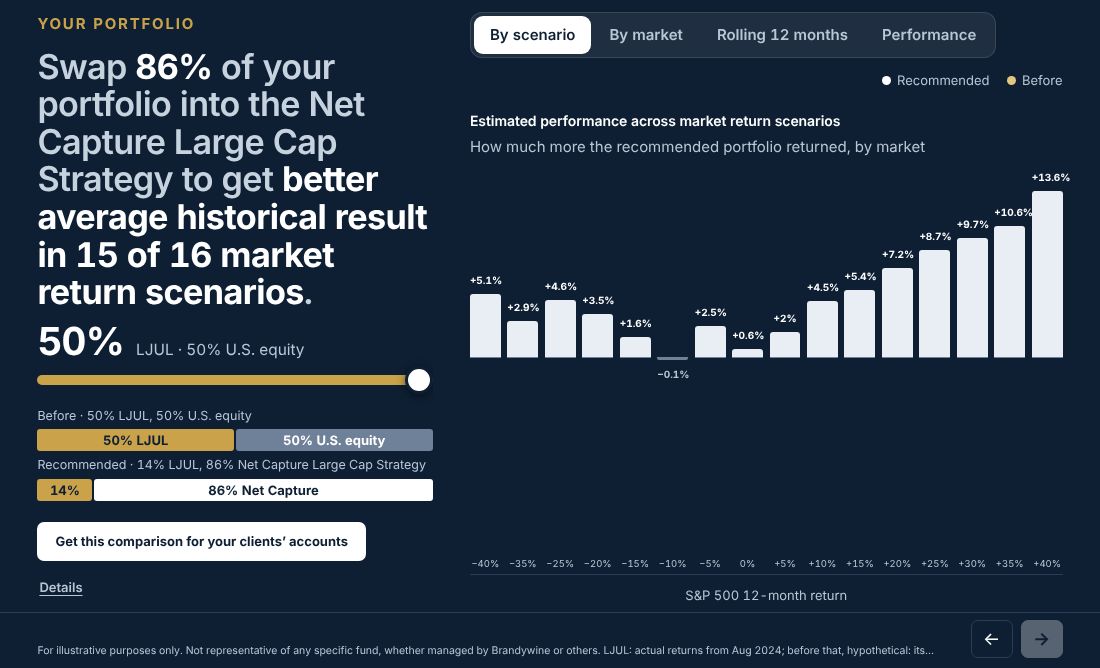 YOUR PORTFOLIO
Swap 86% of your
portfolio into the Net
Capture Large Cap
Strategy to get better
average historical result
in 15 of 16 market
return scenarios.
50% LJUL · 50% U.S. equity
Before · 50% LJUL, 50% U.S. equity
50% LJUL 50% U.S. equity
Recommended · 14% LJUL, 86% Net Capture Large Cap Strategy
14% 86% Net Capture
Get this comparison for your clients’ accounts
Details
By scenario By market Rolling 12 months Performance
Recommended Before
Estimated performance across market return scenarios
How much more the recommended portfolio returned, by market
+5.1% +2.9% +4.6% +3.5% +1.6% −0.1% +2.5% +0.6% +2% +4.5% +5.4% +7.2% +8.7% +9.7% +10.6% +13.6%
−40% −35% −25% −20% −15% −10% −5% 0% +5% +10% +15% +20% +25% +30% +35% +40%
S&P 500 12-month return
For illustrative purposes only. Not representative of any specific fund, whether managed by Brandywine or others. LJUL: actual returns from Aug 2024; before that, hypothetical: its...
← →